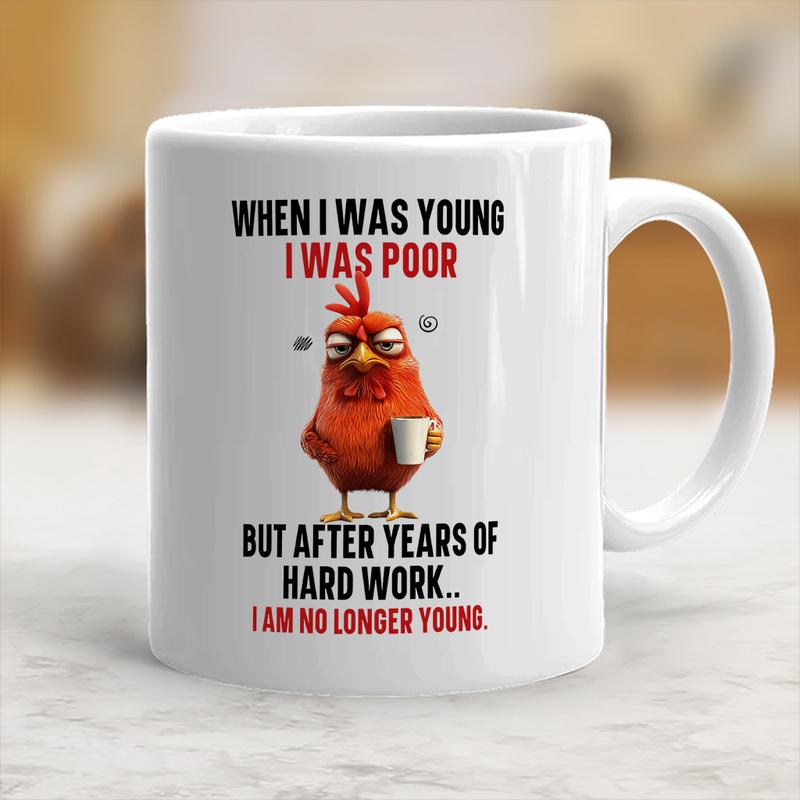 WHEN I WAS YOUNG
I WAS POOR
BUT AFTER YEARS OF
HARD WORK..
I AM NO LONGER YOUNG.